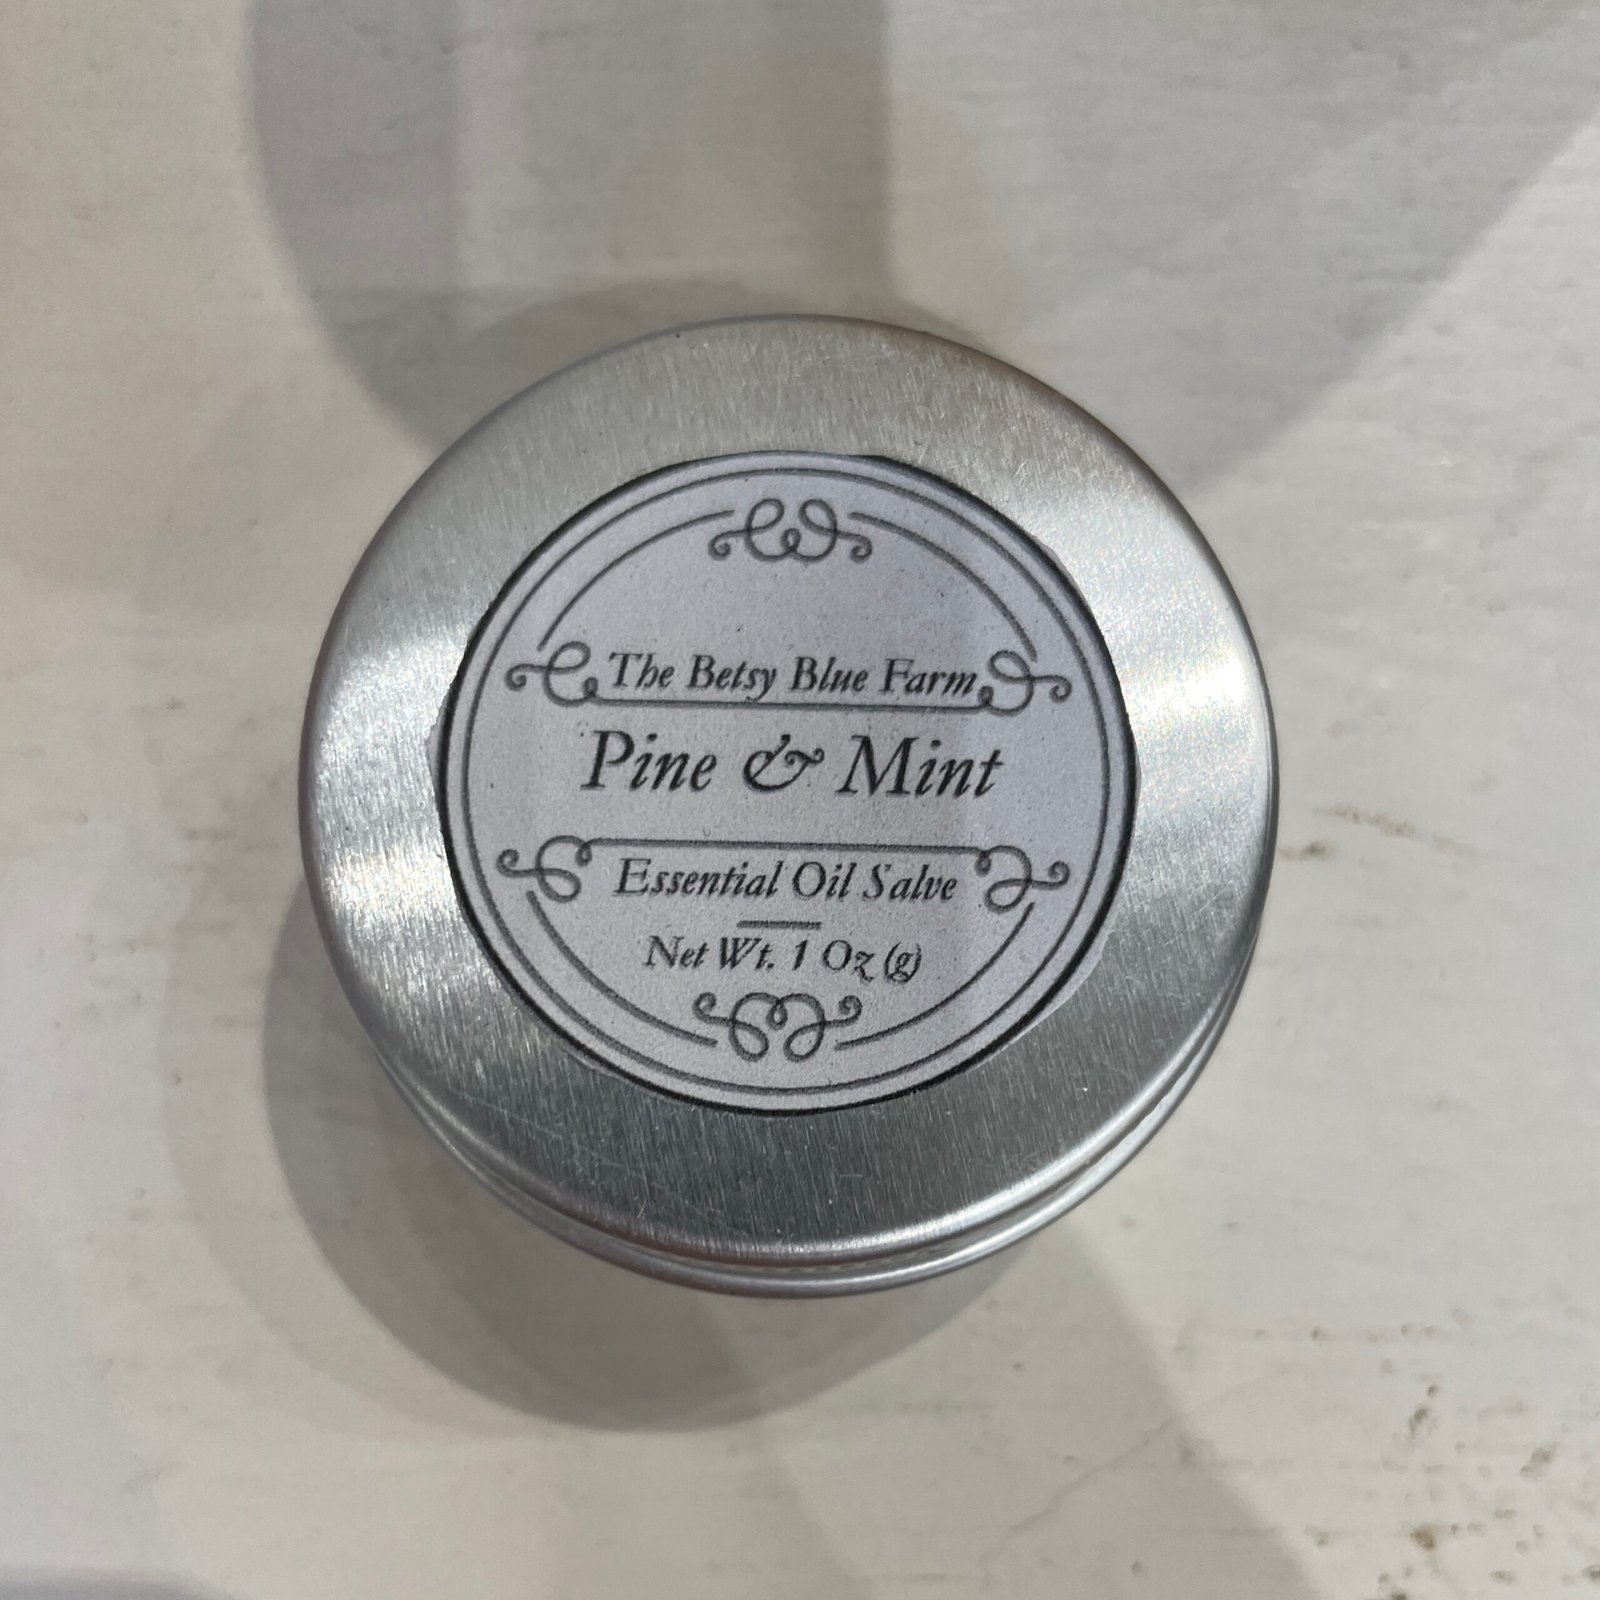 The Betsy Blue Farm
Pine & Mint
Essential Oil Salve
Net Wt. 1 Oz (g)